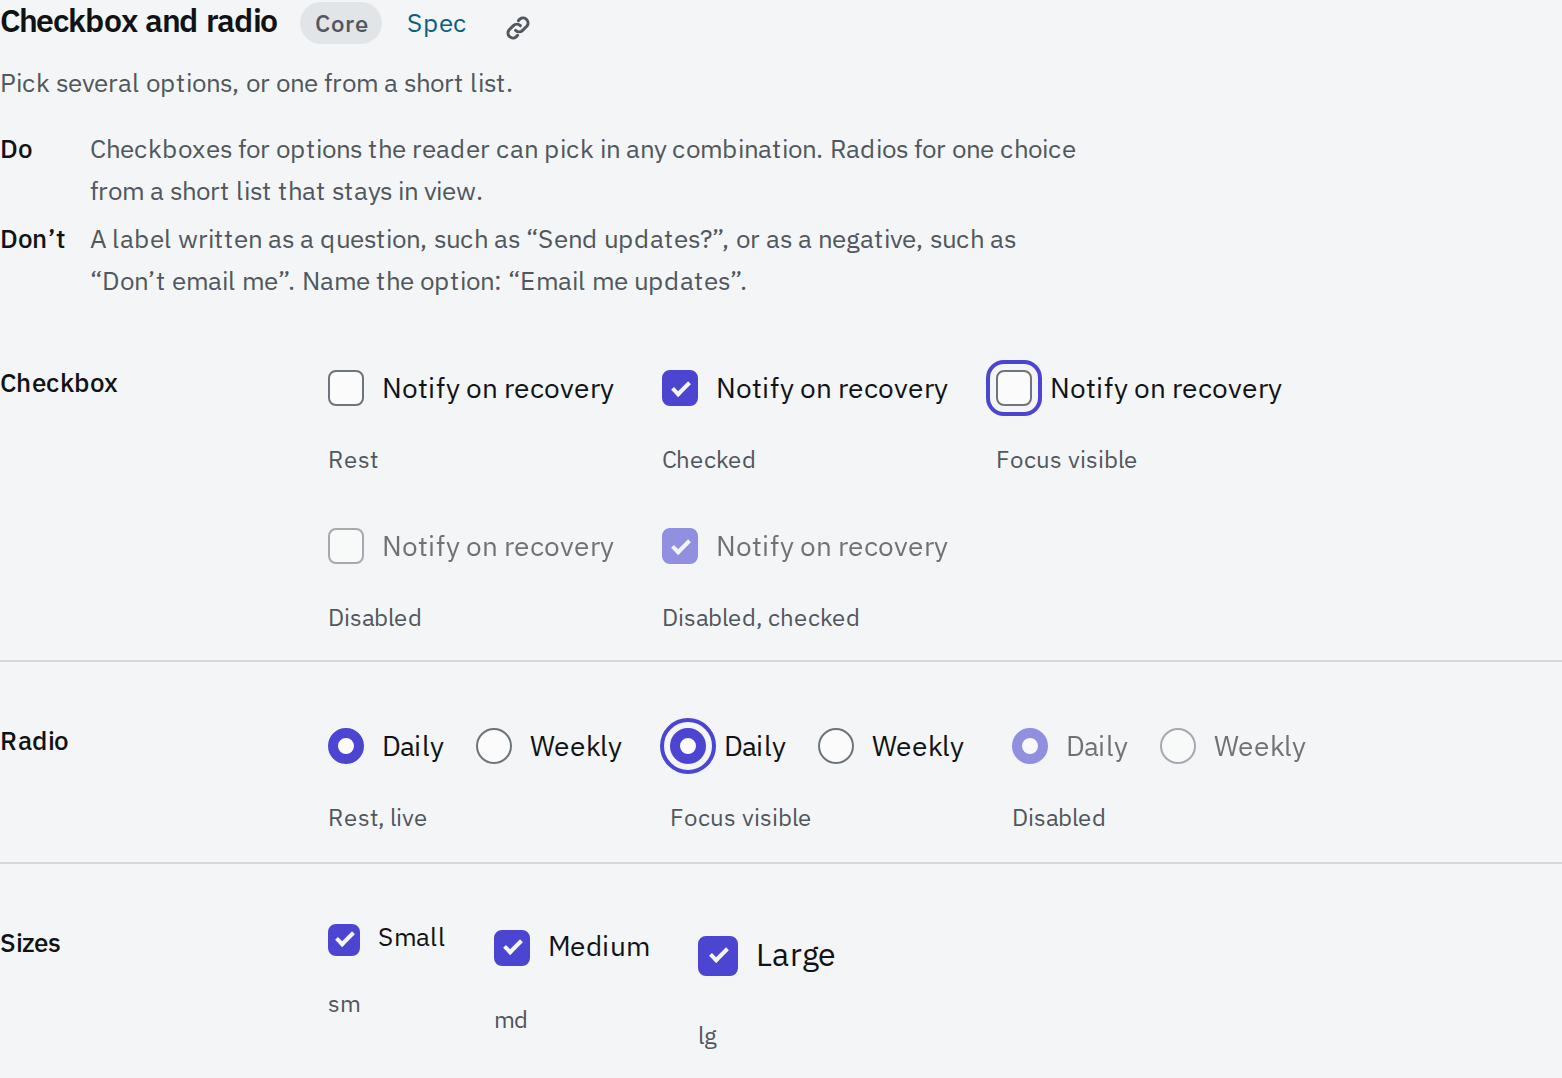 Checkbox and radio Core Spec
Pick several options, or one from a short list.
Do Checkboxes for options the reader can pick in any combination. Radios for one choice
from a short list that stays in view.
Don’t A label written as a question, such as “Send updates?”, or as a negative, such as
“Don’t email me”. Name the option: “Email me updates”.
Checkbox Notify on recovery Notify on recovery Notify on recovery
Rest Checked Focus visible
Notify on recovery Notify on recovery
Disabled Disabled, checked
Radio Daily Weekly Daily Weekly Daily Weekly
Rest, live Focus visible Disabled
Sizes Small Medium Large
sm md lg